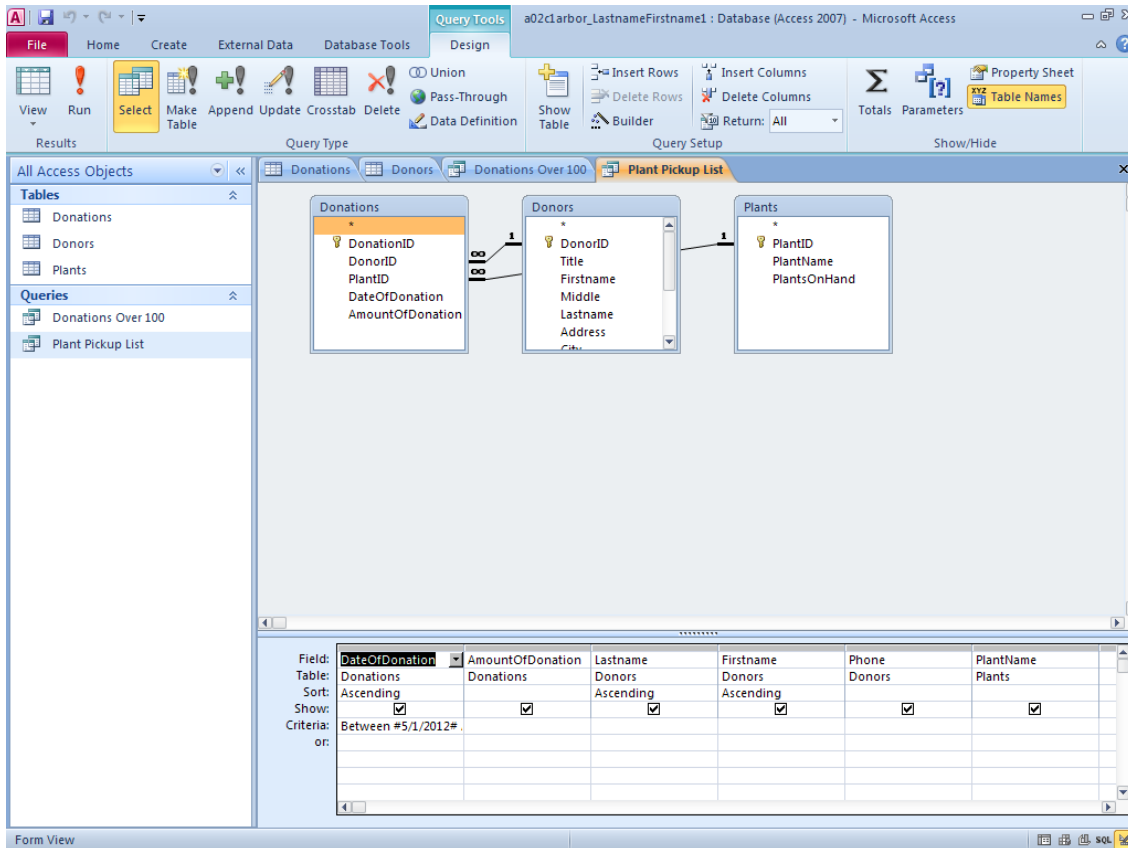 A Query Tools a02c1arbor_LastnameFirstname1 : Database (Access 2007) - Microsoft Access
File Home Create External Data Database Tools Design
View Run Select Make Table Append Update Crosstab Delete
Union
Pass-Through
Data Definition
Show Table
Insert Rows
Delete Rows
Builder
Insert Columns
Delete Columns
Return: All
Totals Parameters
Property Sheet
XYZ Table Names
Results Query Type Query Setup Show/Hide
All Access Objects
Tables
Donations
Donors
Plants
Queries
Donations Over 100
Plant Pickup List
Donations Donors Donations Over 100 Plant Pickup List
Donations
*
DonationID
DonorID
PlantID
DateOfDonation
AmountOfDonation
1
∞
∞
Donors
*
DonorID
Title
Firstname
Middle
Lastname
Address
City
1
Plants
*
PlantID
PlantName
PlantsOnHand
Field: DateOfDonation AmountOfDonation Lastname Firstname Phone PlantName
Table: Donations Donations Donors Donors Donors Plants
Sort: Ascending Ascending Ascending
Show:
Criteria: Between #5/1/2012#
or:
Form View SQL